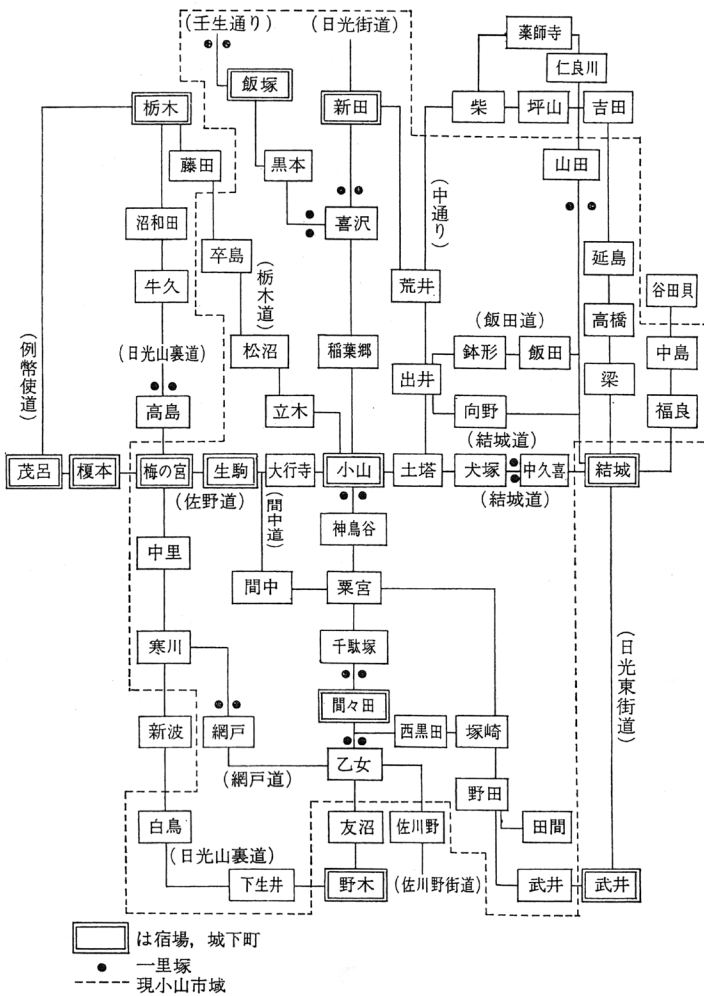 (壬生通り)
(日光街道)
薬師寺
仁良川
飯塚
栃木
新田
柴
坪山
吉田
藤田
黒本
山田
(中通り)
沼和田
喜沢
卒島
延島
荒井
谷田貝
牛久
(栃木道)
(飯田道)
高橋
(例幣使道)
(日光山裏道)
松沼
稲葉郷
鉢形
飯田
中島
出井
梁
高島
立木
向野
福良
(結城道)
茂呂
榎本
梅の宮
生駒
大行寺
小山
土塔
犬塚
中久喜
結城
(佐野道)
(結城道)
(間中道)
神鳥谷
中里
間中
粟宮
寒川
千駄塚
(日光東街道)
間々田
新波
網戸
西黒田
塚崎
乙女
(網戸道)
野田
白鳥
友沼
佐川野
田間
(日光山裏道)
下生井
野木
(佐川野街道)
武井
武井
は宿場，城下町
一里塚
現小山市域